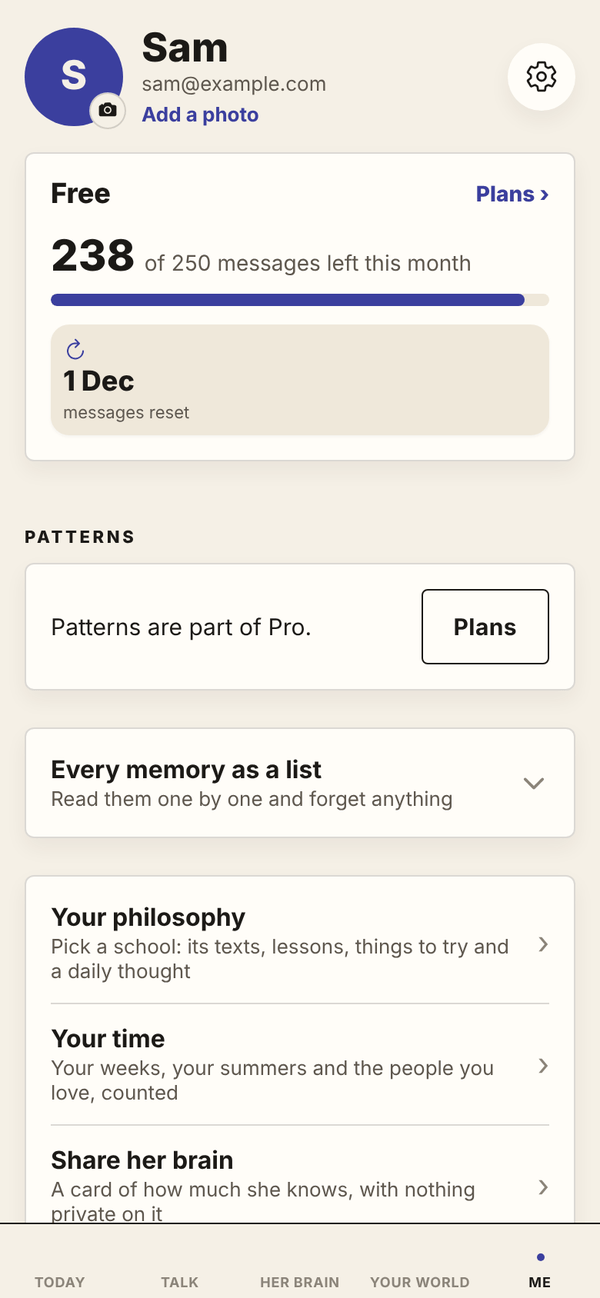 S
Sam
sam@example.com
Add a photo
Free
Plans ›
238 of 250 messages left this month
1 Dec
messages reset
PATTERNS
Patterns are part of Pro.
Plans
Every memory as a list
Read them one by one and forget anything
Your philosophy
Pick a school: its texts, lessons, things to try and
a daily thought
Your time
Your weeks, your summers and the people you
love, counted
Share her brain
A card of how much she knows, with nothing
private on it
TODAY
TALK
HER BRAIN
YOUR WORLD
ME